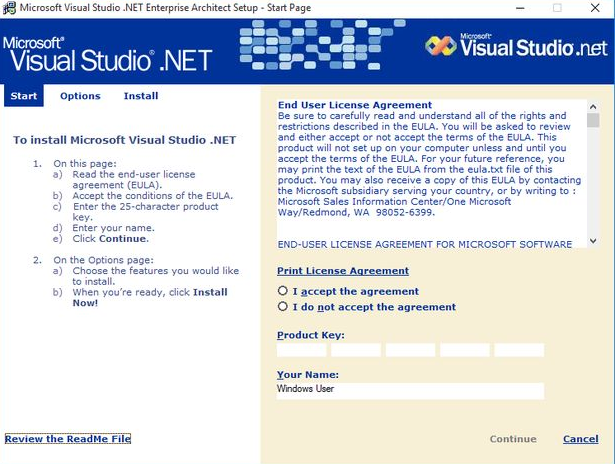 Microsoft Visual Studio .NET Enterprise Architect Setup - Start Page
Microsoft®
Visual Studio® .NET
Microsoft®
Visual Studio®.net
Start Options Install
To install Microsoft Visual Studio .NET
1. On this page:
a) Read the end-user license
agreement (EULA).
b) Accept the conditions of the EULA.
c) Enter the 25-character product
key.
d) Enter your name.
e) Click Continue.
2. On the Options page:
a) Choose the features you would like
to install.
b) When you're ready, click Install
Now!
Review the ReadMe File
End User License Agreement
Be sure to carefully read and understand all of the rights and
restrictions described in the EULA. You will be asked to review
and either accept or not accept the terms of the EULA. This
product will not set up on your computer unless and until you
accept the terms of the EULA. For your future reference, you
may print the text of the EULA from the eula.txt file of this
product. You may also receive a copy of this EULA by contacting
the Microsoft subsidiary serving your country, or by writing to :
Microsoft Sales Information Center/One Microsoft
Way/Redmond, WA 98052-6399.
END-USER LICENSE AGREEMENT FOR MICROSOFT SOFTWARE
Print License Agreement
I accept the agreement
I do not accept the agreement
Product Key:
Your Name:
Windows User
Continue Cancel